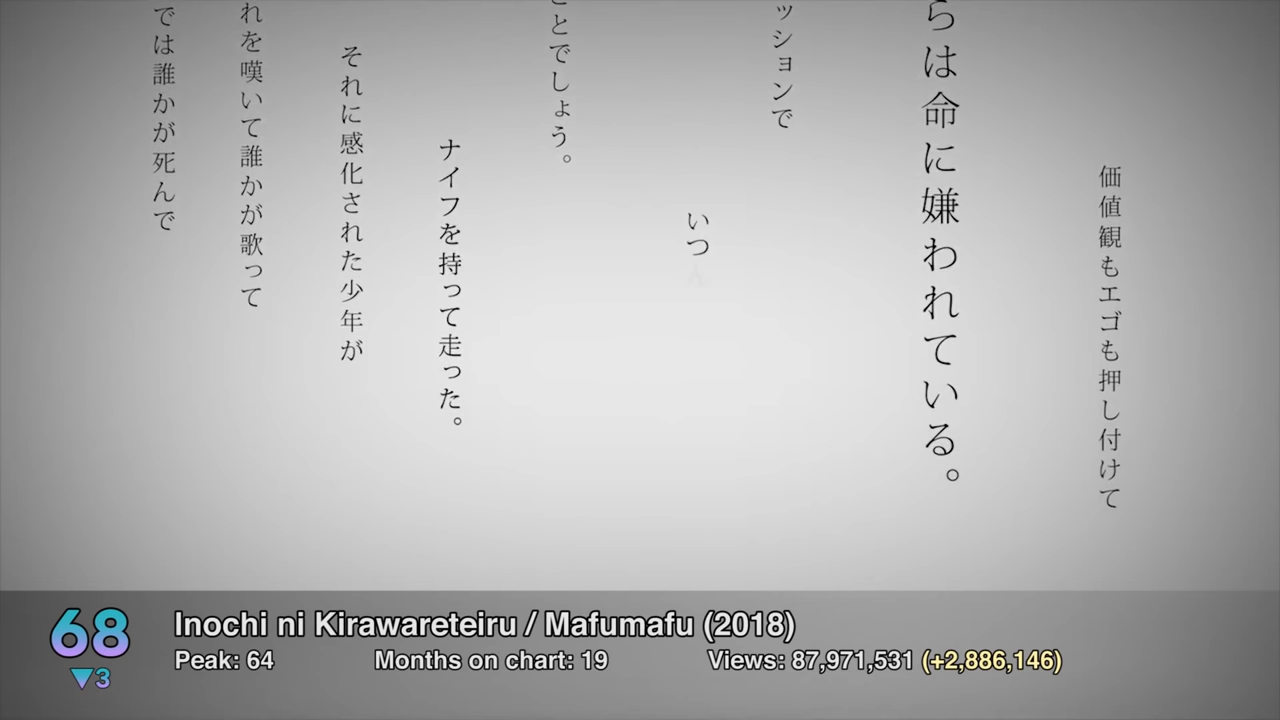 価値観もエゴも押し付けて
らは命に嫌われている。
ッションで
いつ
とでしょう。
ナイフを持って走った。
それに感化された少年が
れを嘆いて誰かが歌って
では誰かが死んで
68
▼3
Inochi ni Kirawareteiru / Mafumafu (2018)
Peak: 64
Months on chart: 19
Views: 87,971,531 (+2,886,146)